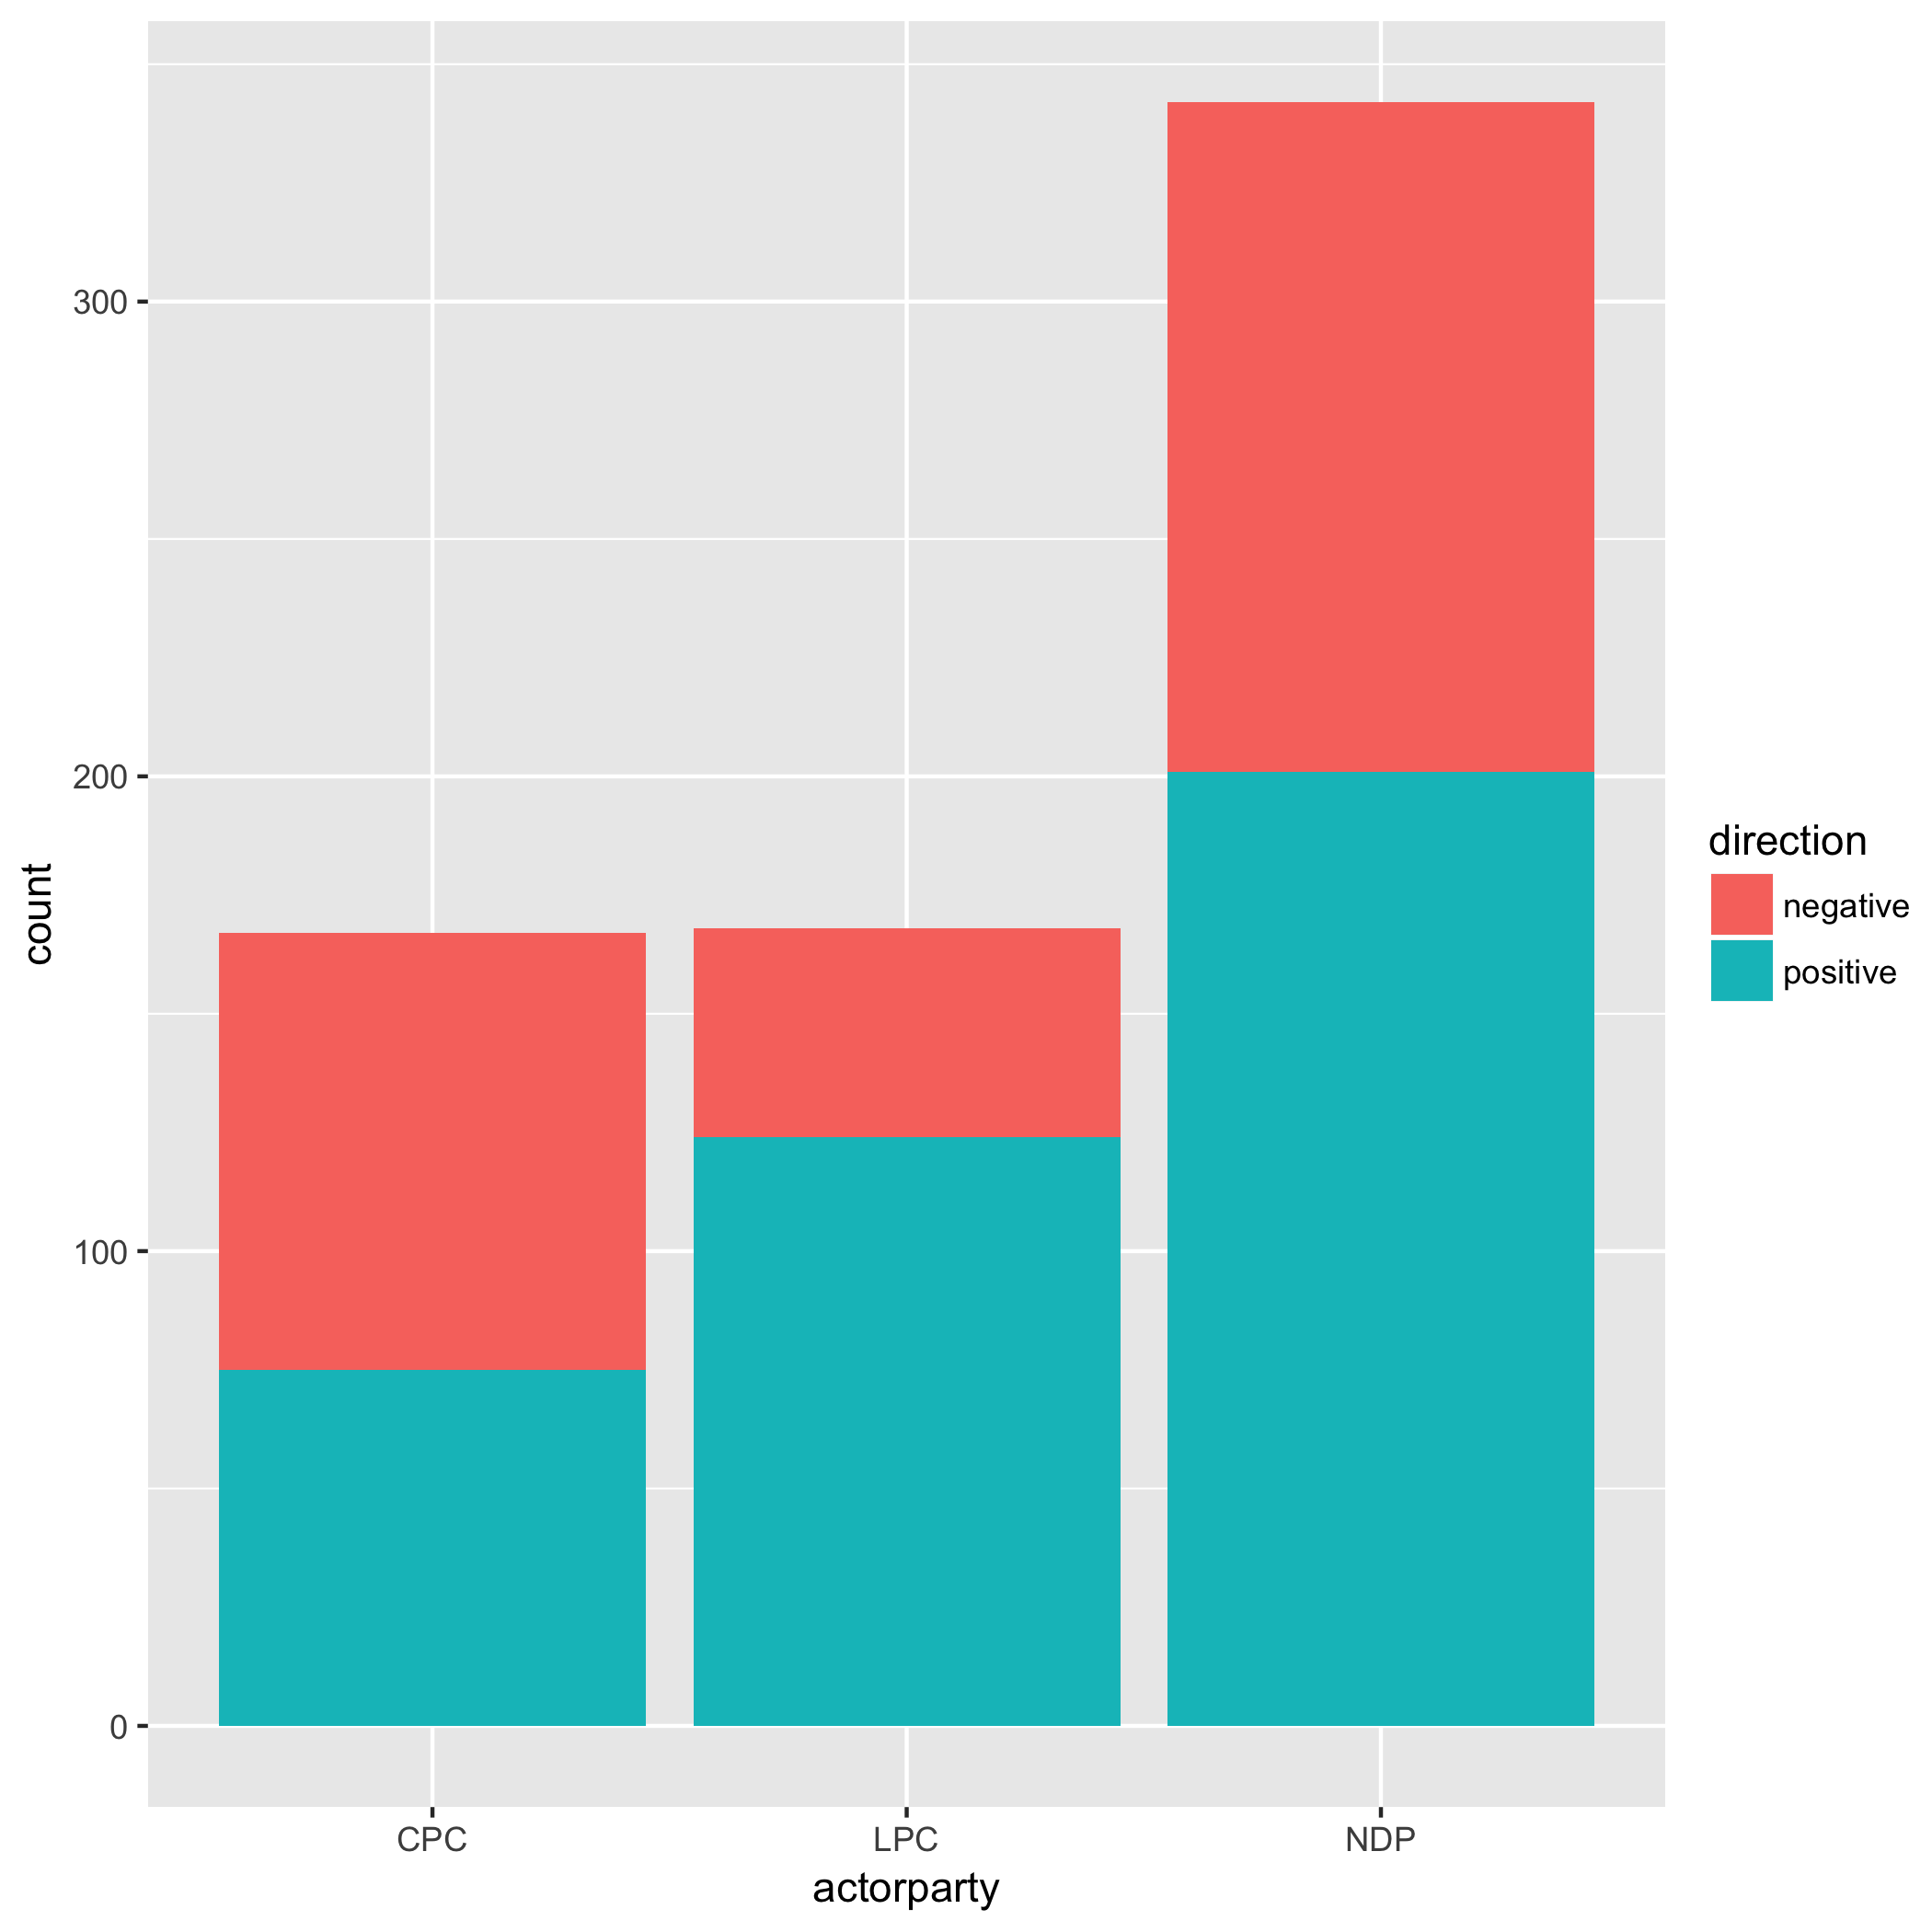 300
200
100
0
count
CPC
LPC
NDP
actorparty
direction
negative
positive